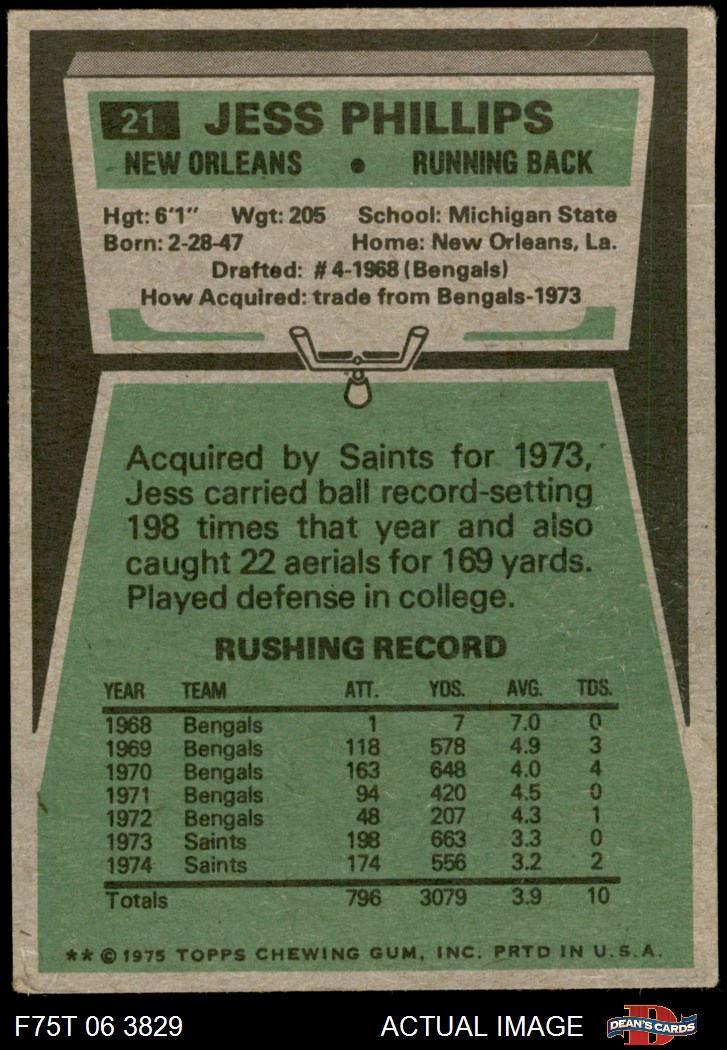 21 JESS PHILLIPS
NEW ORLEANS • RUNNING BACK
Hgt: 6'1" Wgt: 205 School: Michigan State
Born: 2-28-47 Home: New Orleans, La.
Drafted: #4-1968 (Bengals)
How Acquired: trade from Bengals-1973
Acquired by Saints for 1973,
Jess carried ball record-setting
198 times that year and also
caught 22 aerials for 169 yards.
Played defense in college.
RUSHING RECORD
YEAR TEAM ATT. YDS. AVG. TDS.
1968 Bengals 1 7 7.0 0
1969 Bengals 118 578 4.9 3
1970 Bengals 163 648 4.0 4
1971 Bengals 94 420 4.5 0
1972 Bengals 48 207 4.3 1
1973 Saints 198 663 3.3 0
1974 Saints 174 556 3.2 2
Totals 796 3079 3.9 10
** © 1975 TOPPS CHEWING GUM, INC. PRTD IN U.S.A.
F75T 06 3829 ACTUAL IMAGE D DEAN'S CARDS